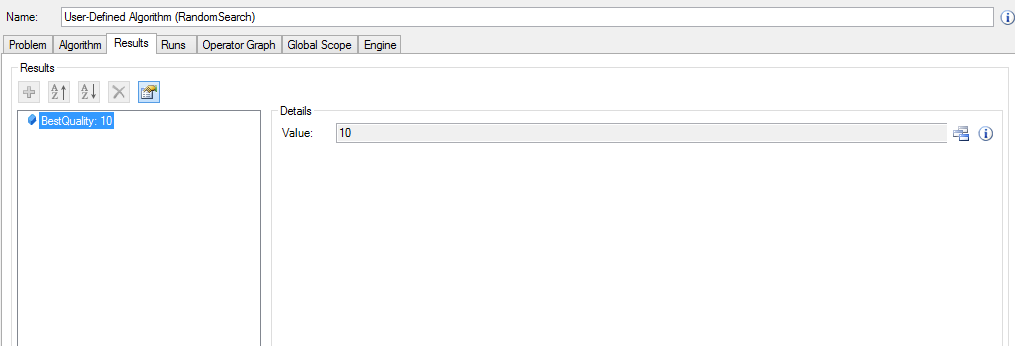 Name: User-Defined Algorithm (RandomSearch)
Problem Algorithm Results Runs Operator Graph Global Scope Engine
Results
BestQuality: 10
Details
Value: 10